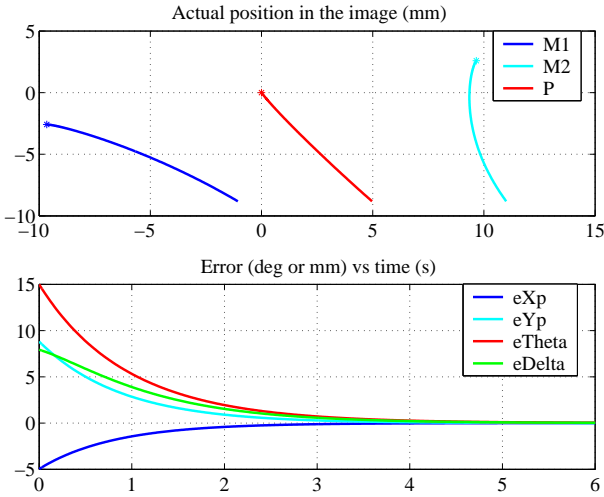 Actual position in the image (mm)
5
0
−5
−10
−10
−5
0
5
10
15
M1
M2
P
Error (deg or mm) vs time (s)
15
10
5
0
−5
0
1
2
3
4
5
6
eXp
eYp
eTheta
eDelta